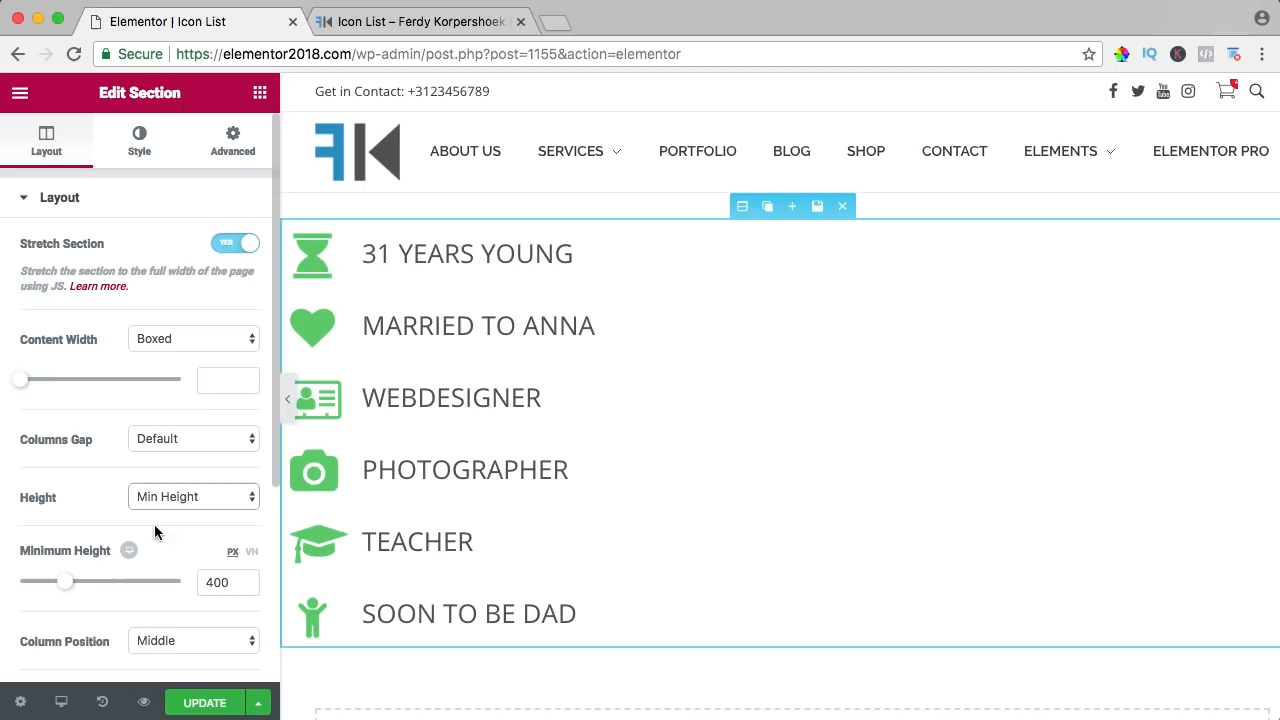 Elementor | Icon List
Icon List – Ferdy Korpershoek
Secure
https://elementor2018.com/wp-admin/post.php?post=1155&action=elementor
Edit Section
Get in Contact: +3123456789
Layout
Style
Advanced
FK
ABOUT US
SERVICES
PORTFOLIO
BLOG
SHOP
CONTACT
ELEMENTS
ELEMENTOR PRO
Layout
Stretch Section
YES
Stretch the section to the full width of the page
using JS. Learn more.
Content Width
Boxed
Columns Gap
Default
Height
Min Height
Minimum Height
PX
VH
400
Column Position
Middle
UPDATE
31 YEARS YOUNG
MARRIED TO ANNA
WEBDESIGNER
PHOTOGRAPHER
TEACHER
SOON TO BE DAD